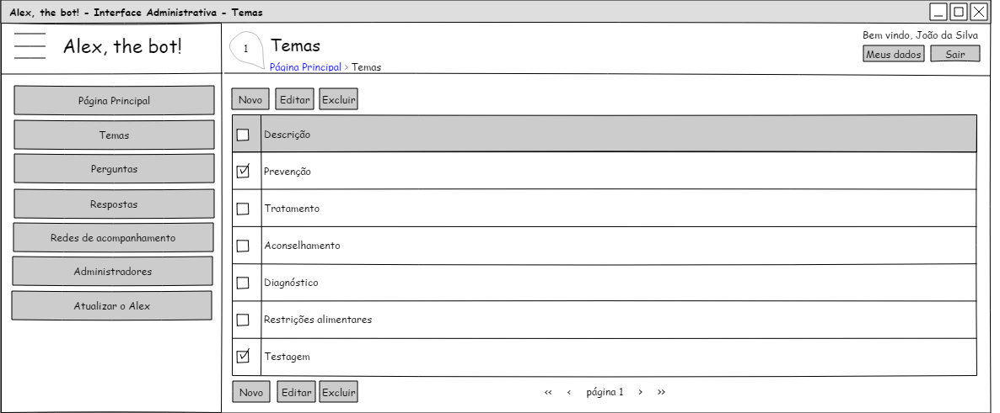 Alex, the bot! - Interface Administrativa - Temas
Alex, the bot!
Página Principal
Temas
Perguntas
Respostas
Redes de acompanhamento
Administradores
Atualizar o Alex
1
Temas
Página Principal > Temas
Bem vindo, João da Silva
Meus dados Sair
Novo Editar Excluir
Descrição
Prevenção
Tratamento
Aconselhamento
Diagnóstico
Restrições alimentares
Testagem
Novo Editar Excluir << < página 1 > >>